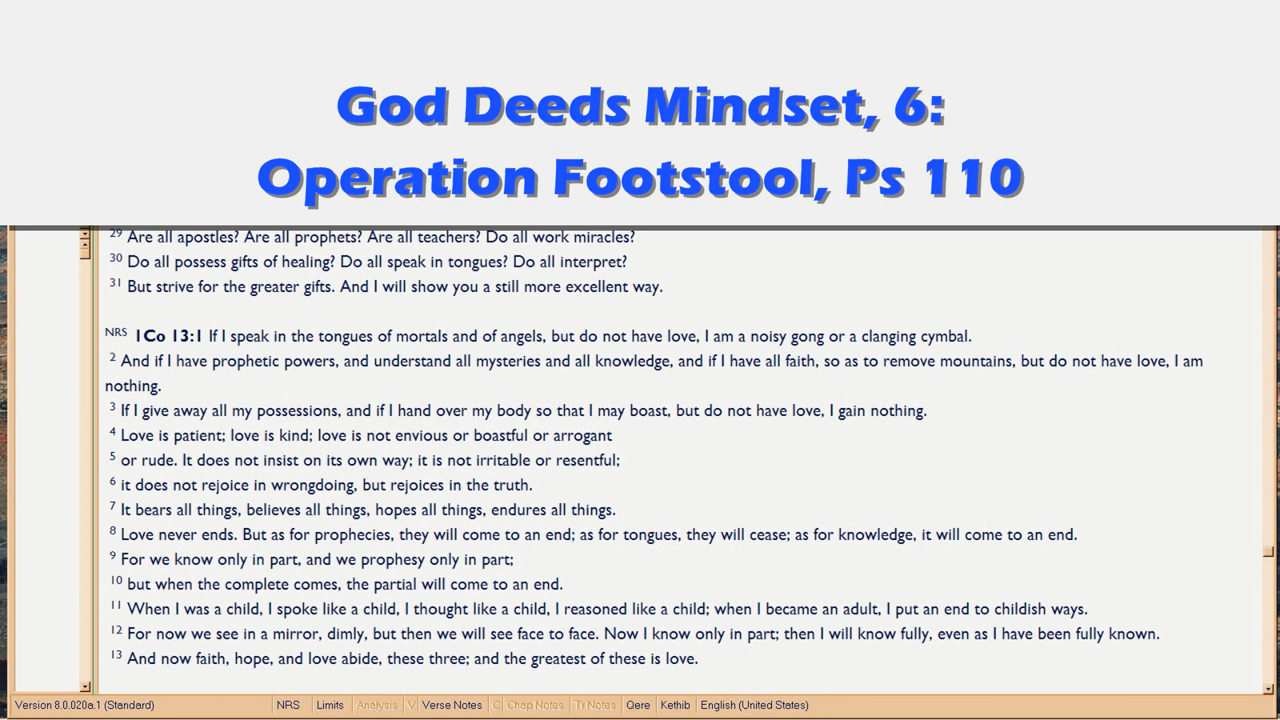 God Deeds Mindset, 6:
Operation Footstool, Ps 110
29 Are all apostles? Are all prophets? Are all teachers? Do all work miracles?
30 Do all possess gifts of healing? Do all speak in tongues? Do all interpret?
31 But strive for the greater gifts. And I will show you a still more excellent way.
NRS 1Co 13:1 If I speak in the tongues of mortals and of angels, but do not have love, I am a noisy gong or a clanging cymbal.
2 And if I have prophetic powers, and understand all mysteries and all knowledge, and if I have all faith, so as to remove mountains, but do not have love, I am
nothing.
3 If I give away all my possessions, and if I hand over my body so that I may boast, but do not have love, I gain nothing.
4 Love is patient; love is kind; love is not envious or boastful or arrogant
5 or rude. It does not insist on its own way; it is not irritable or resentful;
6 it does not rejoice in wrongdoing, but rejoices in the truth.
7 It bears all things, believes all things, hopes all things, endures all things.
8 Love never ends. But as for prophecies, they will come to an end; as for tongues, they will cease; as for knowledge, it will come to an end.
9 For we know only in part, and we prophesy only in part;
10 but when the complete comes, the partial will come to an end.
11 When I was a child, I spoke like a child, I thought like a child, I reasoned like a child; when I became an adult, I put an end to childish ways.
12 For now we see in a mirror, dimly, but then we will see face to face. Now I know only in part; then I will know fully, even as I have been fully known.
13 And now faith, hope, and love abide, these three; and the greatest of these is love.
Version 8.0.020a.1 (Standard) NRS Limits Analysis V Verse Notes C Chap Notes Tr Notes Qere Kethib English (United States)